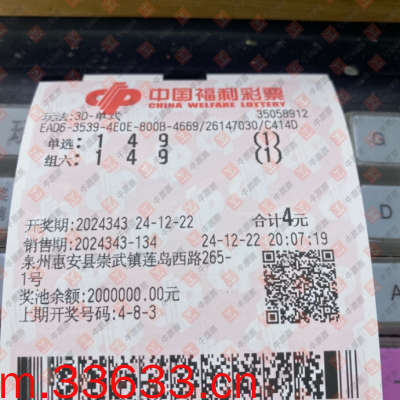 中国福利彩票
CHINA WELFARE LOTTERY
玩法:3D-单式 35058912
EAD6-3539-4E0E-800B-4669/26147030/C414D
单选: 1 4 9 (1)
组六: 1 4 9 (1)
开奖期:2024343 24-12-22 合计4元
销售期:2024343-134 24-12-22 20:07:19
泉州惠安县崇武镇莲岛西路265-
1号
奖池余额:2000000.00元
上期开奖号码:4-8-3
m.33633.cn